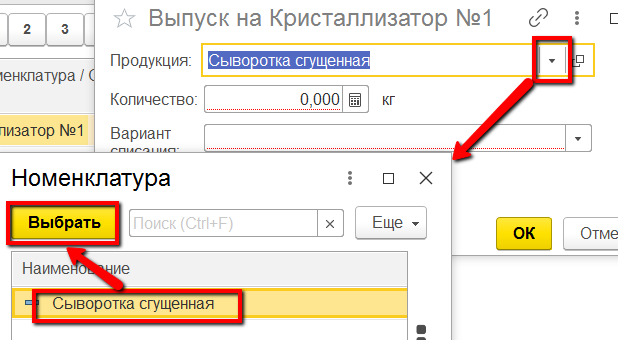 2 3
Выпуск на Кристаллизатор №1
Продукция: Сыворотка сгущенная
менклатура / С
Количество: 0,000 кг
лизатор №1
Вариант
списания:
Номенклатура
Выбрать Поиск (Ctrl+F) × Еще
ОК Отме
Наименование
Сыворотка сгущенная